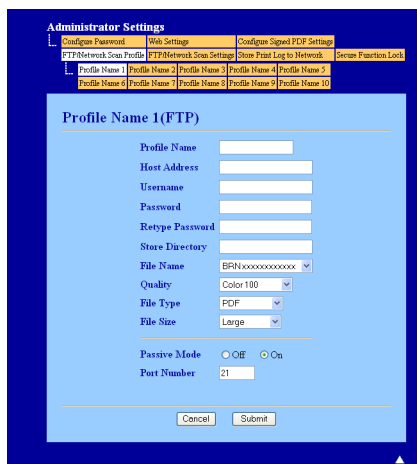 Administrator Settings
Configure Password Web Settings Configure Signed PDF Settings
FTP/Network Scan Profile FTP/Network Scan Settings Store Print Log to Network Secure Function Lock
Profile Name 1 Profile Name 2 Profile Name 3 Profile Name 4 Profile Name 5
Profile Name 6 Profile Name 7 Profile Name 8 Profile Name 9 Profile Name 10
Profile Name 1(FTP)
Profile Name
Host Address
Username
Password
Retype Password
Store Directory
File Name BRNxxxxxxxxxxxx
Quality Color 100
File Type PDF
File Size Large
Passive Mode Off On
Port Number 21
Cancel Submit